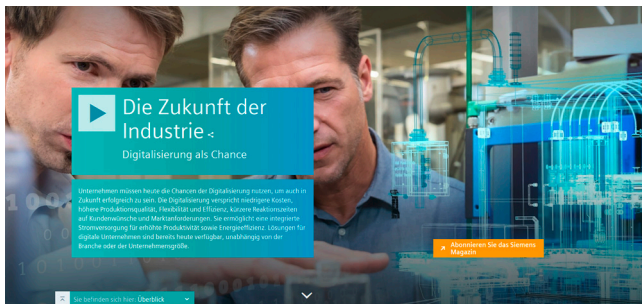 Die Zukunft der
Industrie
Digitalisierung als Chance
Unternehmen müssen heute die Chancen der Digitalisierung nutzen, um auch in
Zukunft erfolgreich zu sein. Die Digitalisierung verspricht niedrigere Kosten,
höhere Produktionqualität, Flexibilität und Effizienz, kürzere Reaktionszeiten
auf Kundenwünsche und Marktanforderungen. Sie ermöglicht eine integrierte
Stromversorgung für erhöhte Produktivität sowie Energieeffizienz. Lösungen für
digitale Unternehmen sind bereits heute verfügbar, unabhängig von der
Branche oder der Unternehmensgröße.
Abonnieren Sie das Siemens
Magazin
Sie befinden sich hier: Überblick